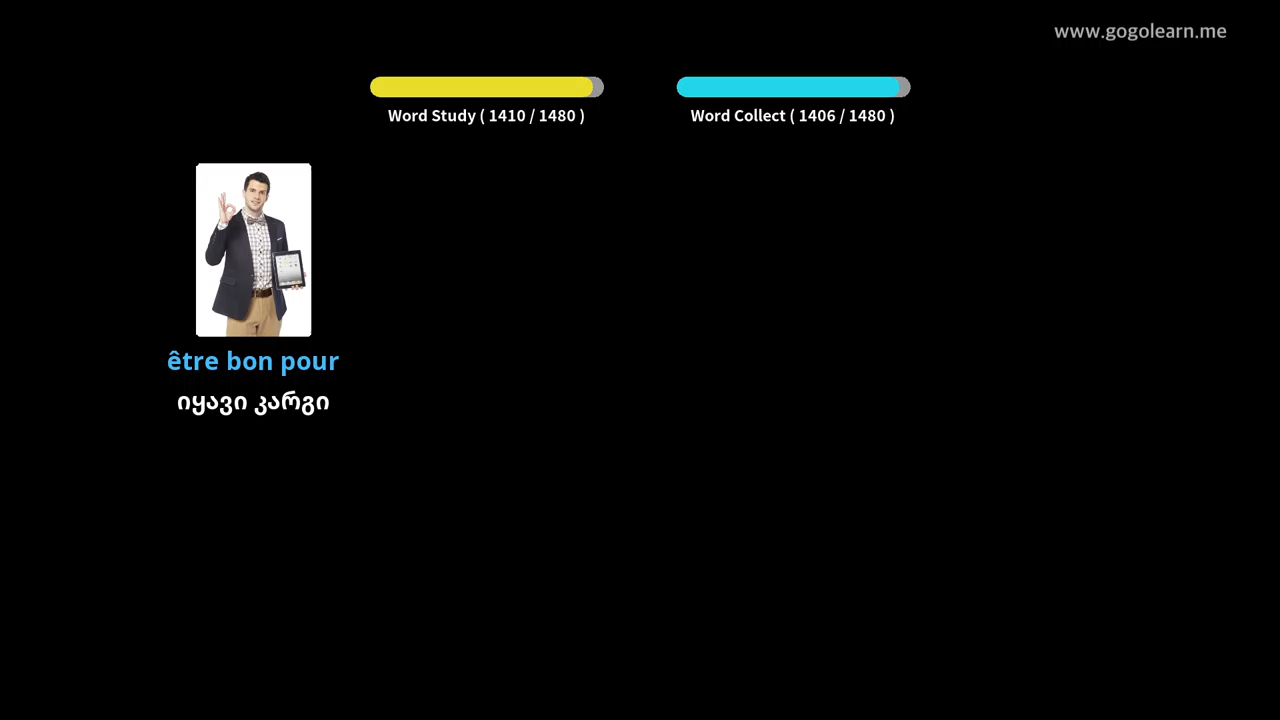 www.gogolearn.me
Word Study ( 1410 / 1480 )
Word Collect ( 1406 / 1480 )
être bon pour
იყავი კარგი